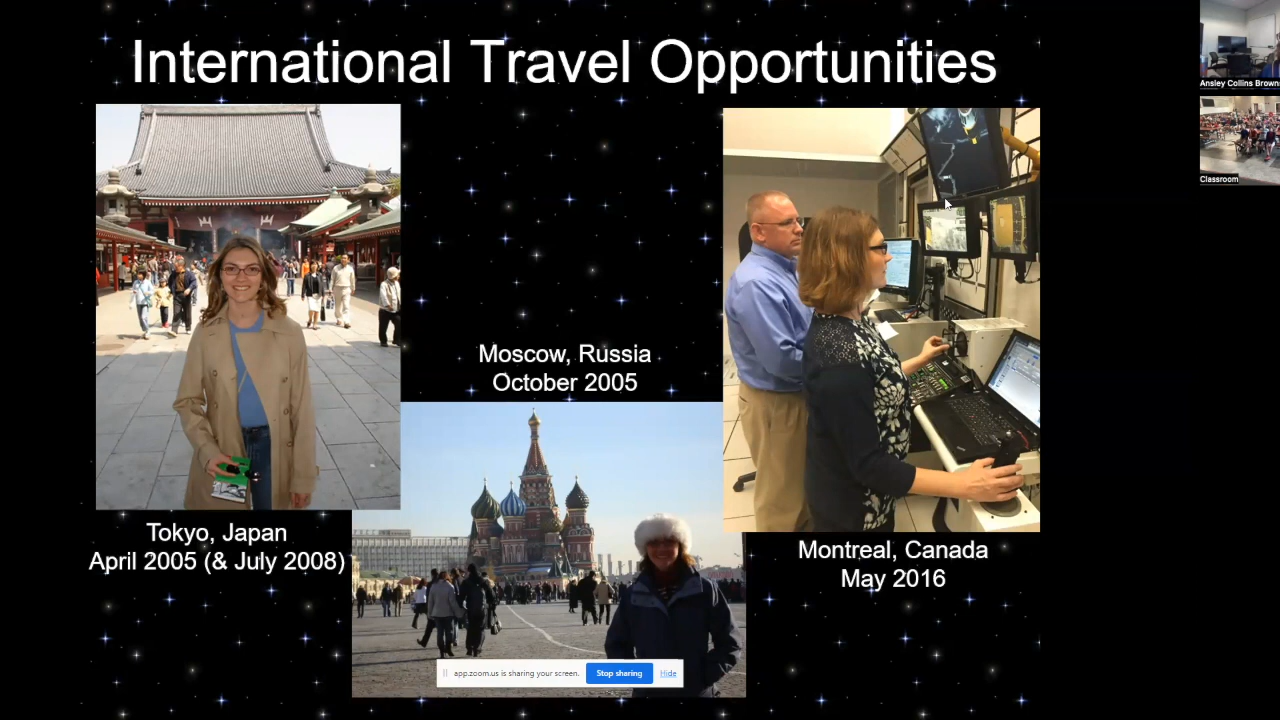 International Travel Opportunities
Moscow, Russia
October 2005
Tokyo, Japan
April 2005 (& July 2008)
Montreal, Canada
May 2016
app.zoom.us is sharing your screen.
Stop sharing
Hide
Ansley Collins Browns
Classroom